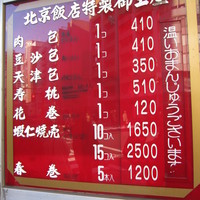 北京飯店特製御土産
肉包 1コ 410
豆沙包 1コ 410
天津包 1コ 350
寿桃 1コ 510
花巻 1コ 120
蝦仁焼売 10コ入 1650
15コ入 2500
春巻 5本入 1200
温いおまんじゅうございます!